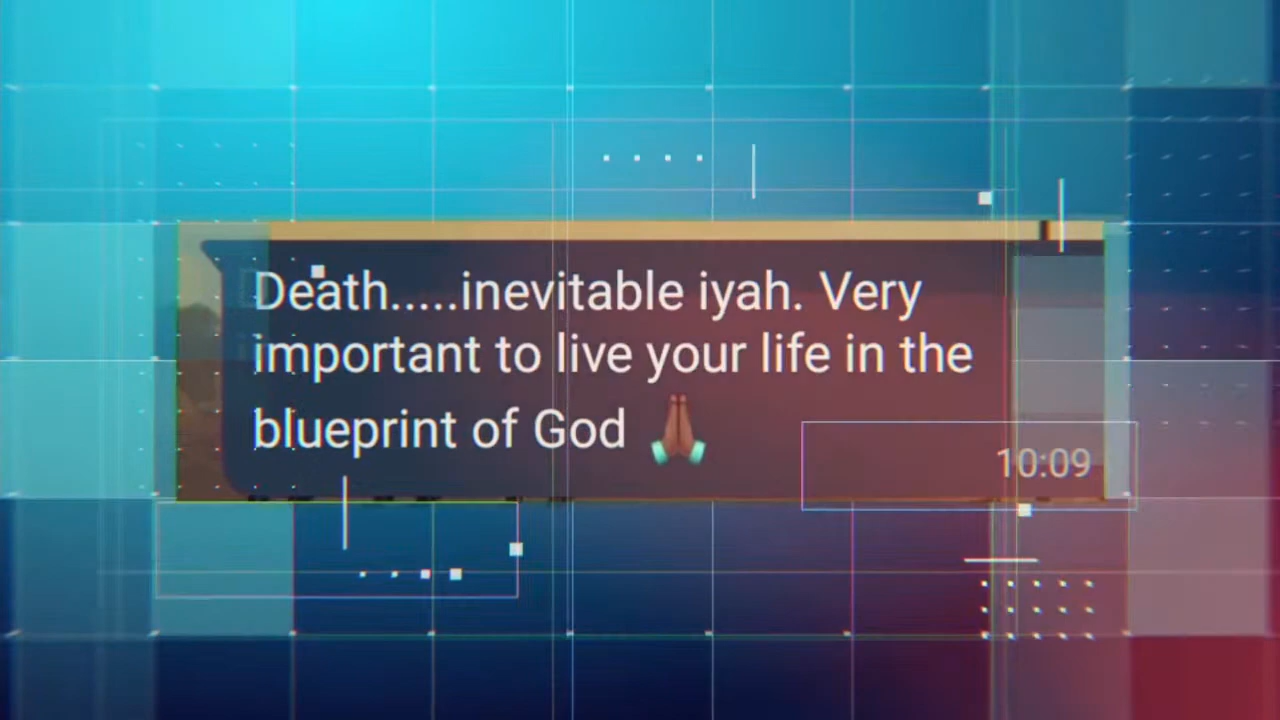 Death.....inevitable iyah. Very
important to live your life in the
blueprint of God 🙏🏾
10:09